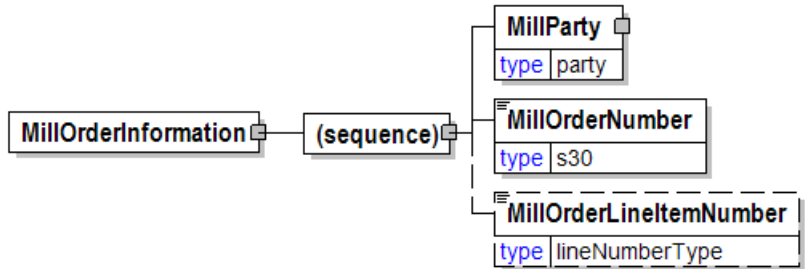 MillParty
type party
MillOrderInformation
(sequence)
MillOrderNumber
type s30
MillOrderLineItemNumber
type lineNumberType